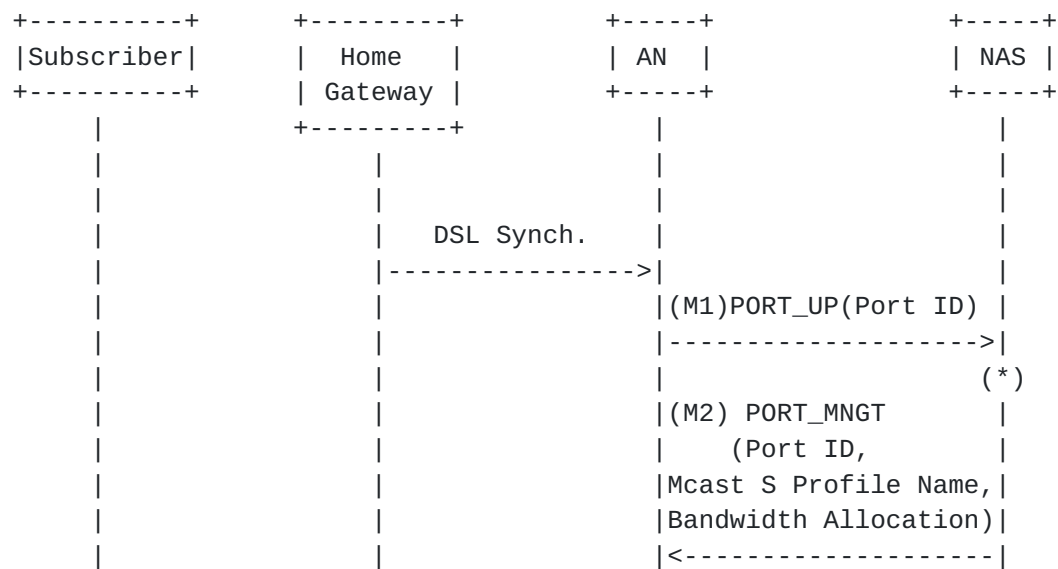 +----------+      +---------+         +-----+               +-----+
|Subscriber|      |  Home   |         | AN  |               | NAS |
+----------+      | Gateway |         +-----+               +-----+
     |            +---------+            |                     |
     |                 |                 |                     |
     |                 |                 |                     |
     |                 |   DSL Synch.    |                     |
     |                 |---------------->|                     |
     |                 |                 |(M1)PORT_UP(Port ID) |
     |                 |                 |-------------------->|
     |                 |                 |                    (*)
     |                 |                 |(M2) PORT_MNGT       |
     |                 |                 |    (Port ID,        |
     |                 |                 |Mcast S Profile Name,|
     |                 |                 |Bandwidth Allocation)|
     |                 |                 |<--------------------|